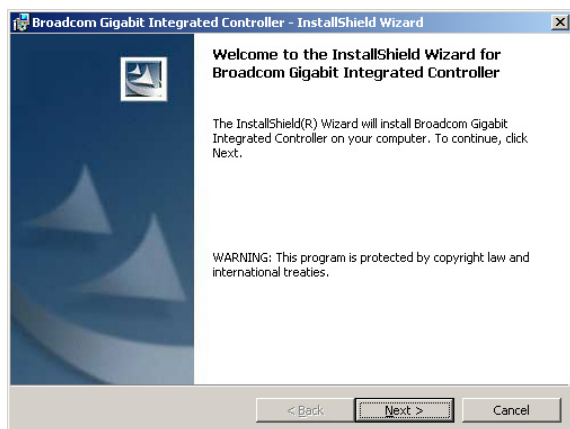 Broadcom Gigabit Integrated Controller - InstallShield Wizard
Welcome to the InstallShield Wizard for
Broadcom Gigabit Integrated Controller
The InstallShield(R) Wizard will install Broadcom Gigabit
Integrated Controller on your computer. To continue, click
Next.
WARNING: This program is protected by copyright law and
international treaties.
< Back
Next >
Cancel